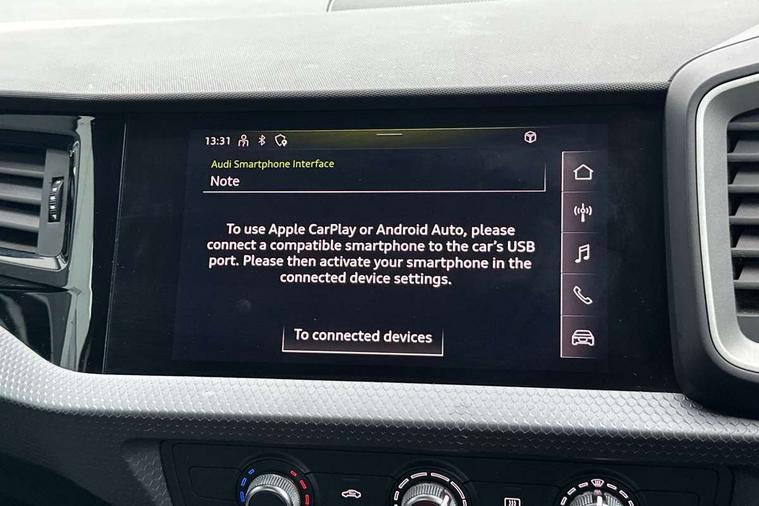 13:31
Audi Smartphone Interface
Note
To use Apple CarPlay or Android Auto, please
connect a compatible smartphone to the car's USB
port. Please then activate your smartphone in the
connected device settings.
To connected devices